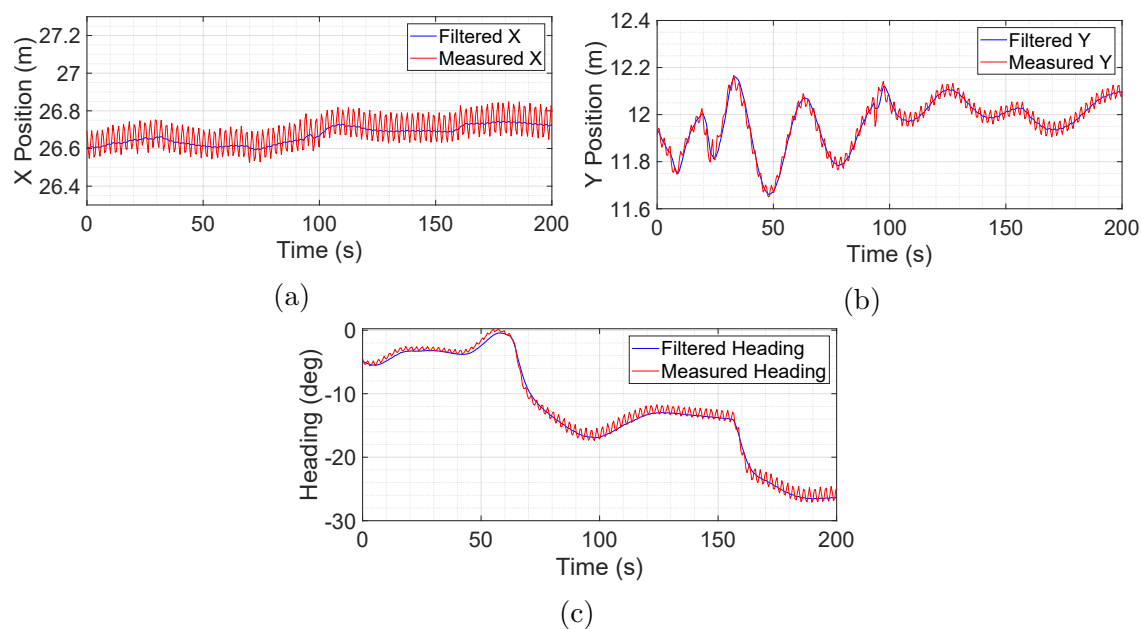 X Position (m)
27.2
27
26.8
26.6
26.4
Filtered X
Measured X
0
50
100
150
200
Time (s)
(a)
Y Position (m)
12.4
12.2
12
11.8
11.6
Filtered Y
Measured Y
0
50
100
150
200
Time (s)
(b)
Heading (deg)
0
-10
-20
-30
Filtered Heading
Measured Heading
0
50
100
150
200
Time (s)
(c)